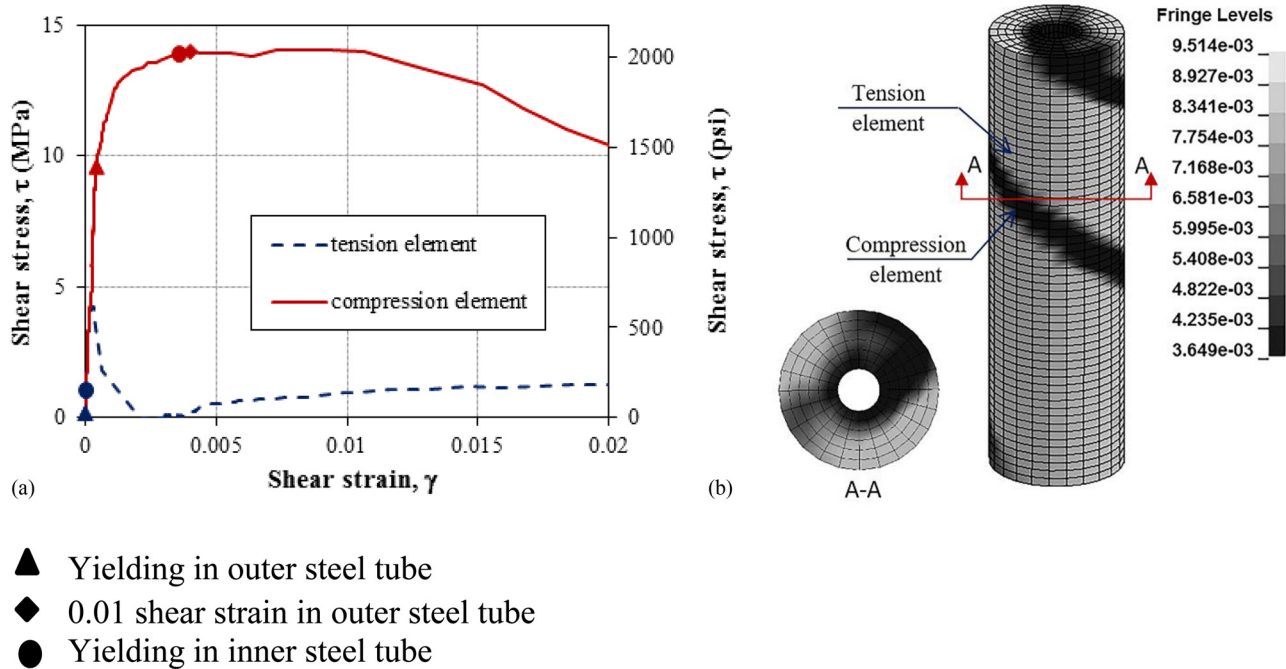 15
10
5
0
Shear stress, τ (MPa)
2000
1500
1000
500
0
Shear stress, τ (psi)
tension element
compression element
0
0.005
0.01
0.015
0.02
Shear strain, γ
(a)
Tension
element
A
A
Compression
element
A-A
(b)
Fringe Levels
9.514e-03
8.927e-03
8.341e-03
7.754e-03
7.168e-03
6.581e-03
5.995e-03
5.408e-03
4.822e-03
4.235e-03
3.649e-03
Yielding in outer steel tube
0.01 shear strain in outer steel tube
Yielding in inner steel tube